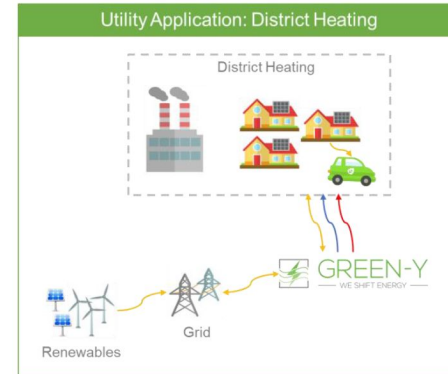 Utility Application: District Heating
District Heating
GREEN-Y
WE SHIFT ENERGY
Grid
Renewables